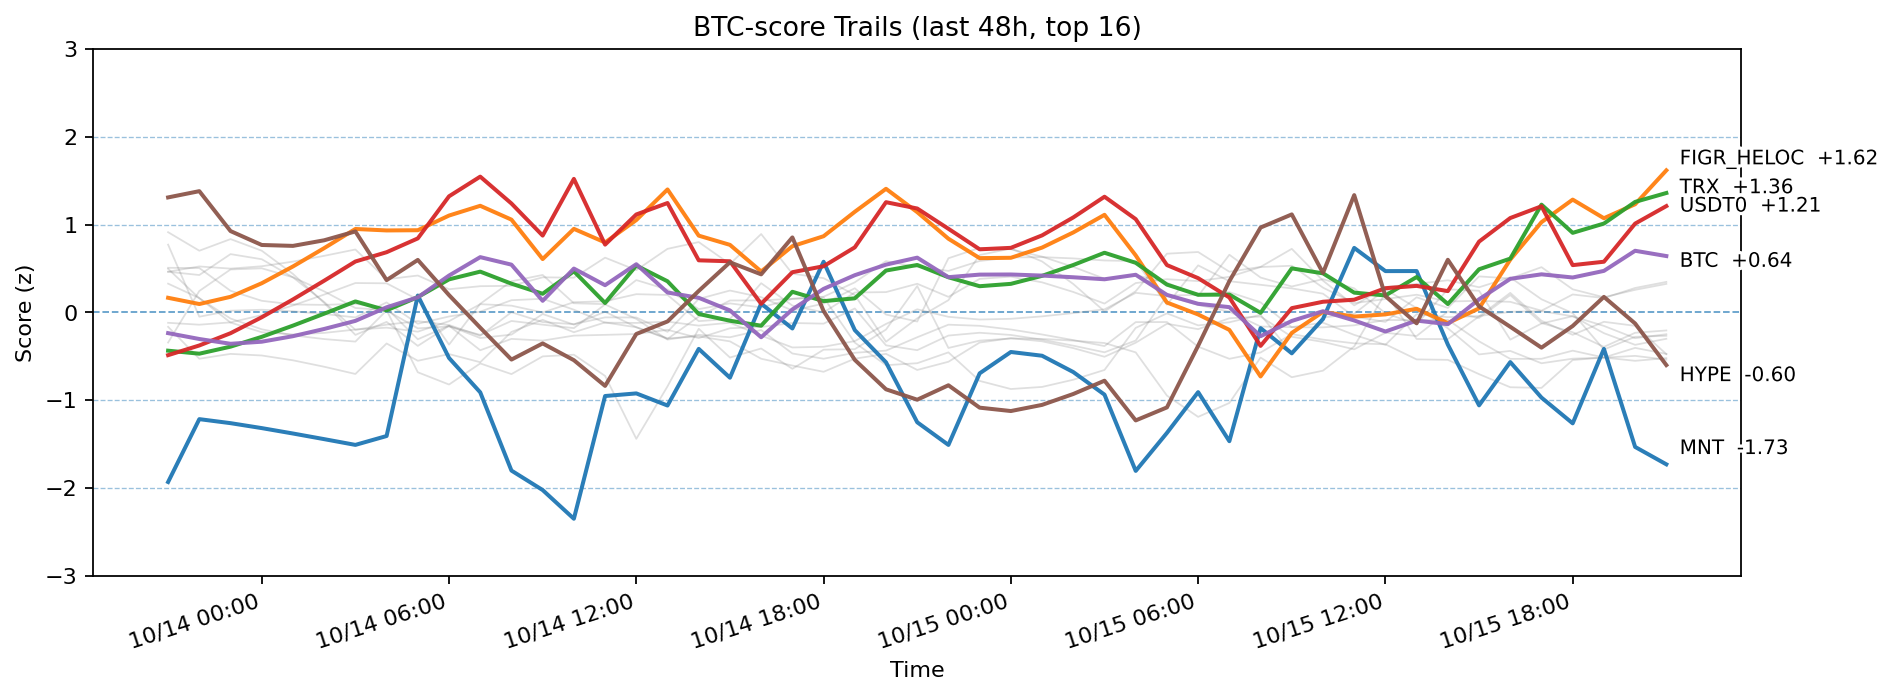 BTC-score Trails (last 48h, top 16)
3
2
1
0
−1
−2
−3
Score (z)
FIGR_HELOC +1.62
TRX +1.36
USDT0 +1.21
BTC +0.64
HYPE -0.60
MNT -1.73
10/14 00:00
10/14 06:00
10/14 12:00
10/14 18:00
10/15 00:00
10/15 06:00
10/15 12:00
10/15 18:00
Time